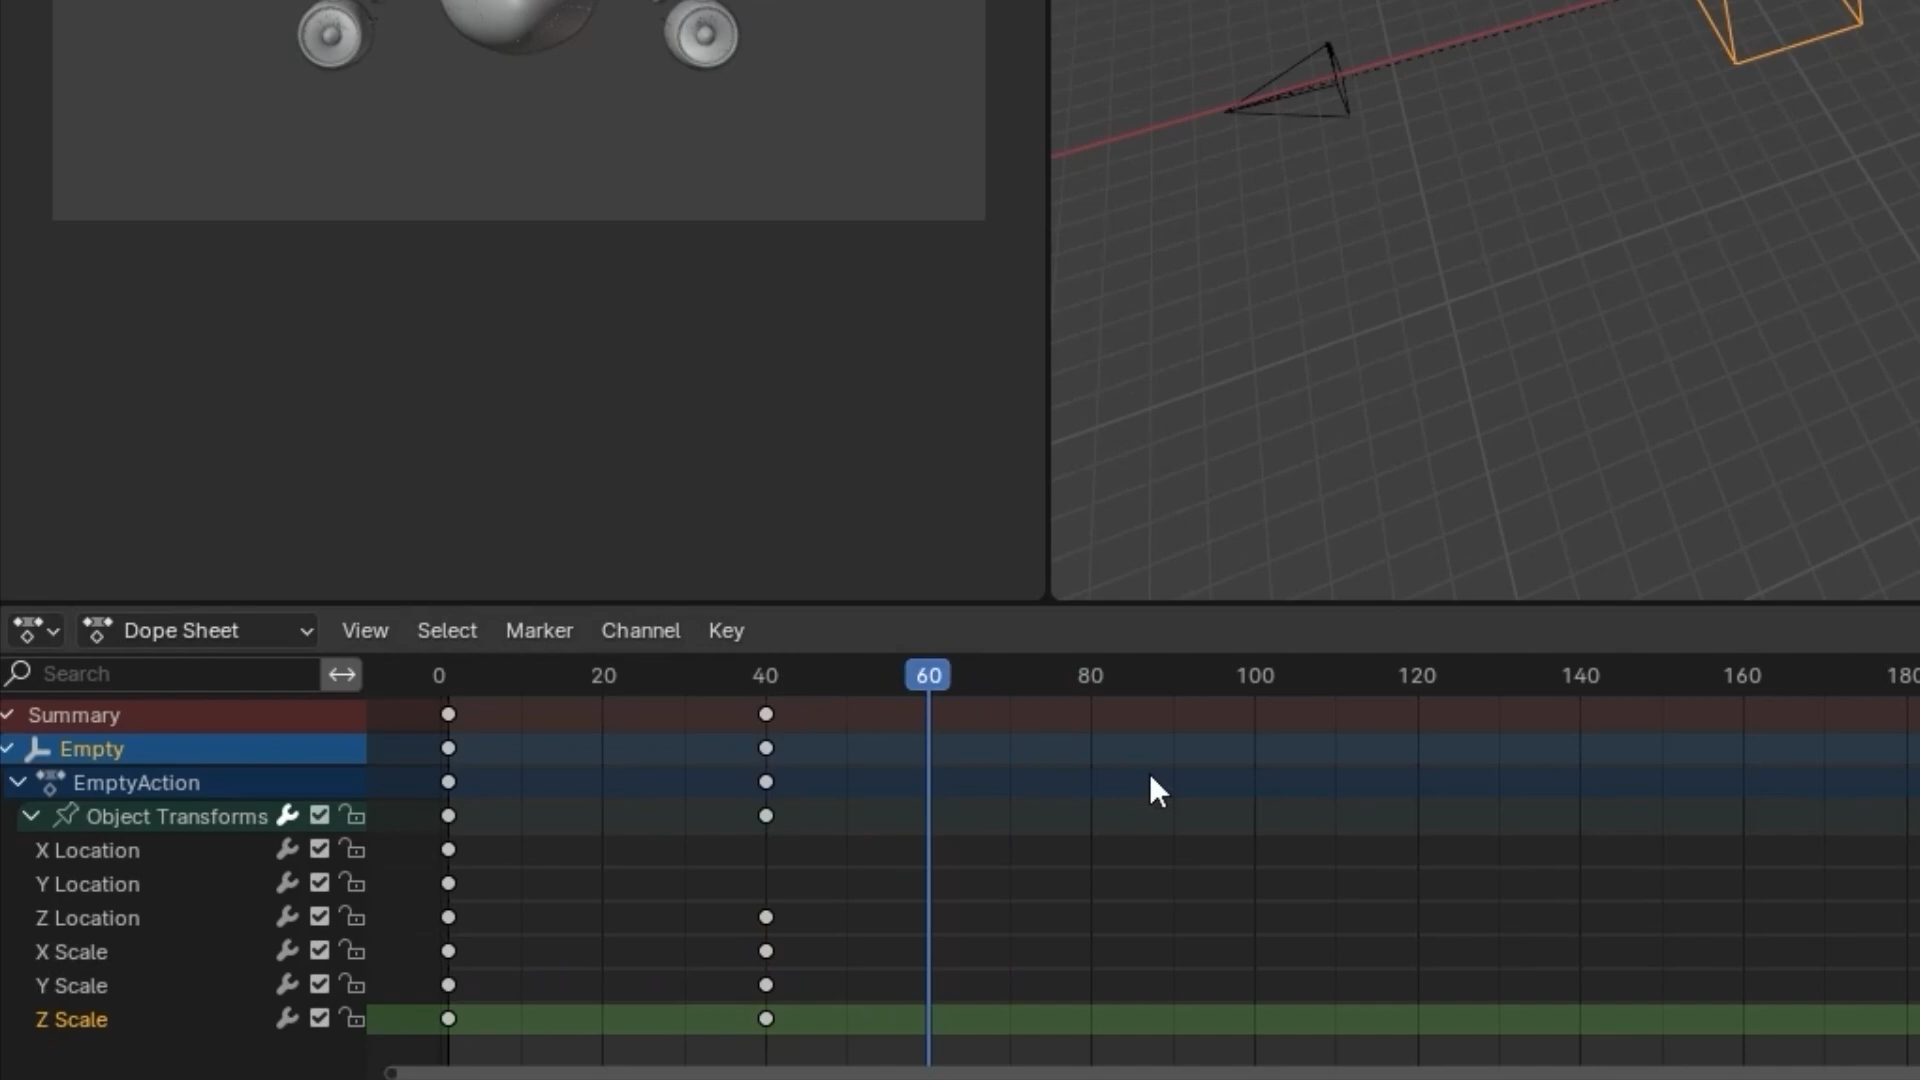 Dope Sheet View Select Marker Channel Key
Search 0 20 40 60 80 100 120 140 160 180
Summary
Empty
EmptyAction
Object Transforms
X Location
Y Location
Z Location
X Scale
Y Scale
Z Scale